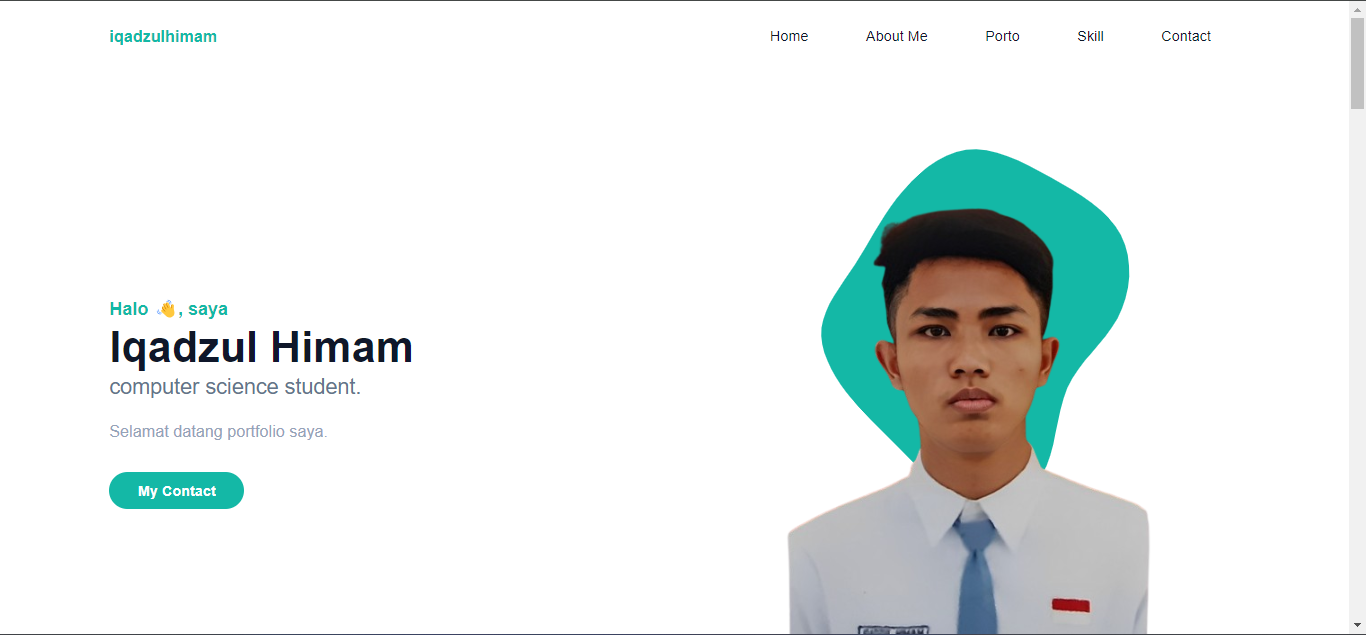 iqadzulhimam
Home
About Me
Porto
Skill
Contact
Halo 👋, saya
Iqadzul Himam
computer science student.
Selamat datang portfolio saya.
My Contact